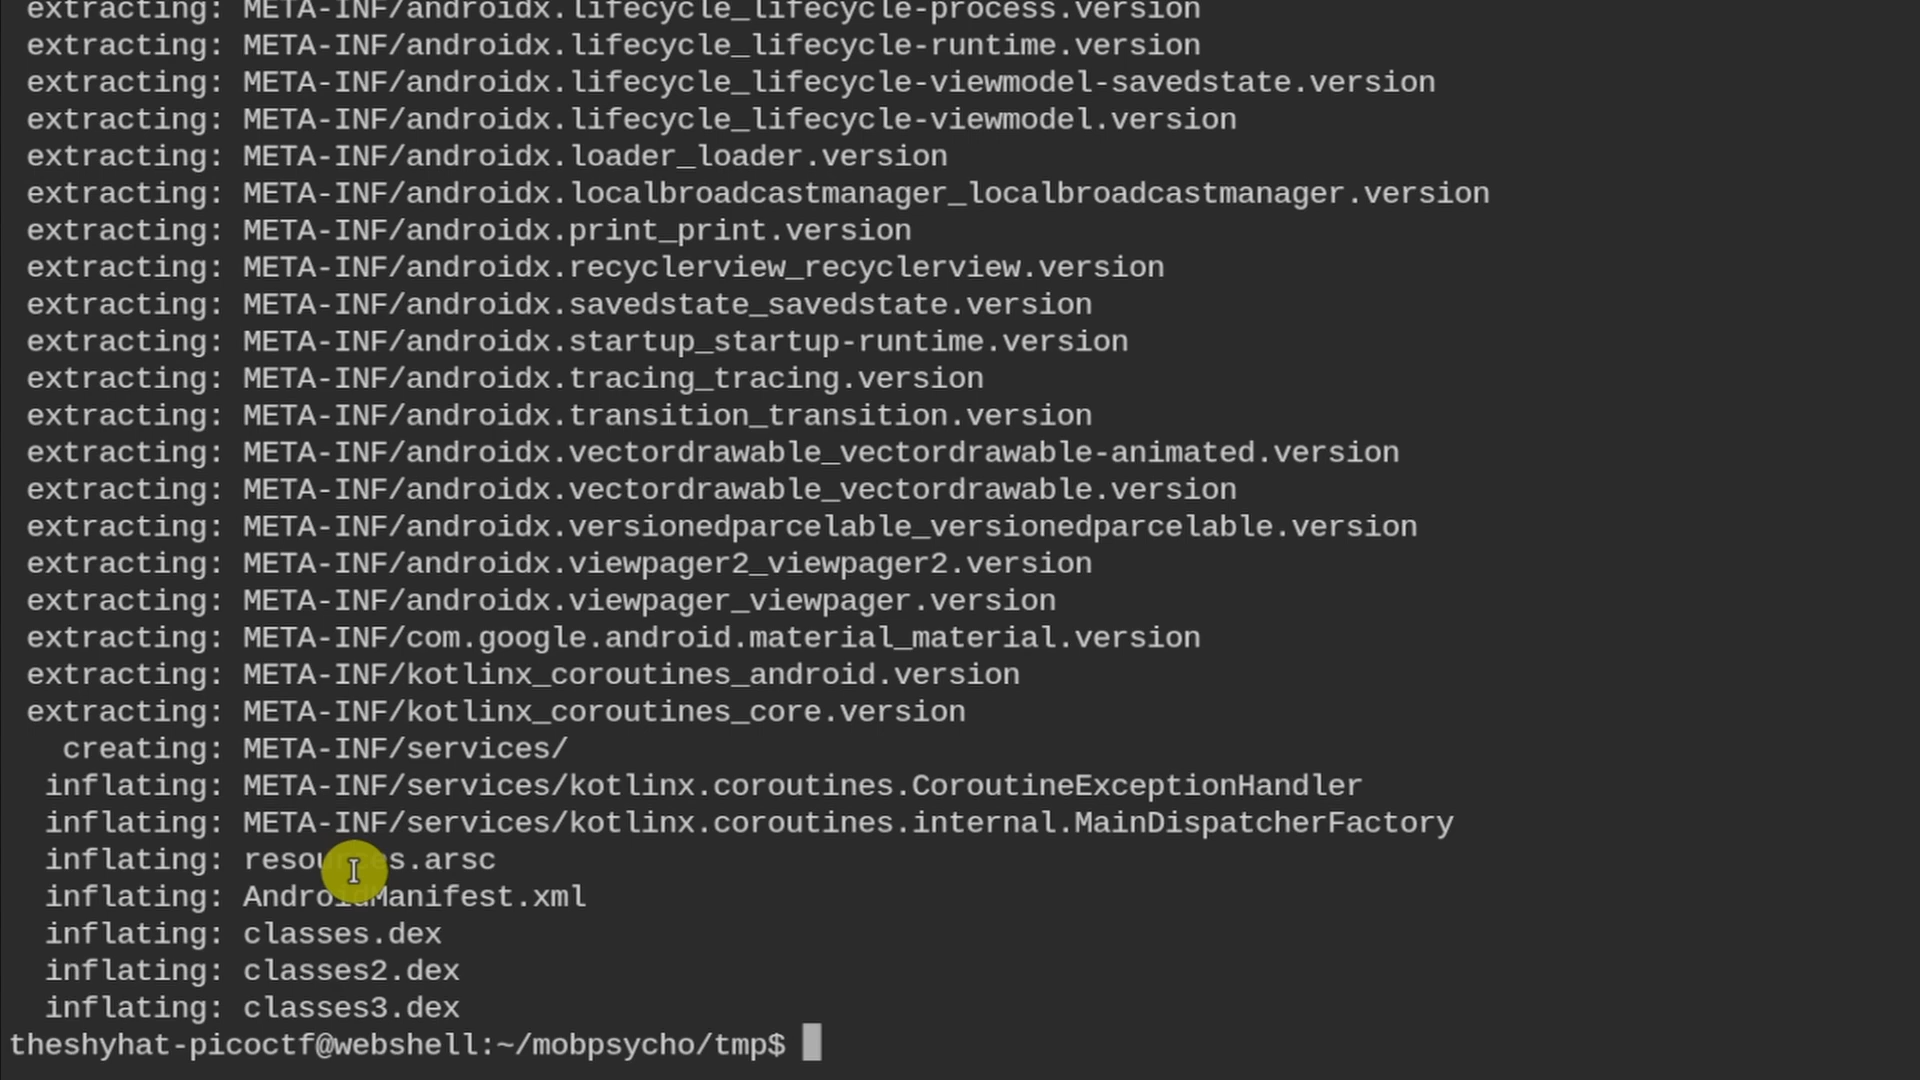 extracting: META-INF/androidx.lifecycle_lifecycle-process.version
extracting: META-INF/androidx.lifecycle_lifecycle-runtime.version
extracting: META-INF/androidx.lifecycle_lifecycle-viewmodel-savedstate.version
extracting: META-INF/androidx.lifecycle_lifecycle-viewmodel.version
extracting: META-INF/androidx.loader_loader.version
extracting: META-INF/androidx.localbroadcastmanager_localbroadcastmanager.version
extracting: META-INF/androidx.print_print.version
extracting: META-INF/androidx.recyclerview_recyclerview.version
extracting: META-INF/androidx.savedstate_savedstate.version
extracting: META-INF/androidx.startup_startup-runtime.version
extracting: META-INF/androidx.tracing_tracing.version
extracting: META-INF/androidx.transition_transition.version
extracting: META-INF/androidx.vectordrawable_vectordrawable-animated.version
extracting: META-INF/androidx.vectordrawable_vectordrawable.version
extracting: META-INF/androidx.versionedparcelable_versionedparcelable.version
extracting: META-INF/androidx.viewpager2_viewpager2.version
extracting: META-INF/androidx.viewpager_viewpager.version
extracting: META-INF/com.google.android.material_material.version
extracting: META-INF/kotlinx_coroutines_android.version
extracting: META-INF/kotlinx_coroutines_core.version
creating: META-INF/services/
inflating: META-INF/services/kotlinx.coroutines.CoroutineExceptionHandler
inflating: META-INF/services/kotlinx.coroutines.internal.MainDispatcherFactory
inflating: resources.arsc
inflating: AndroidManifest.xml
inflating: classes.dex
inflating: classes2.dex
inflating: classes3.dex
theshyhat-picoctf@webshell:~/mobpsycho/tmp$